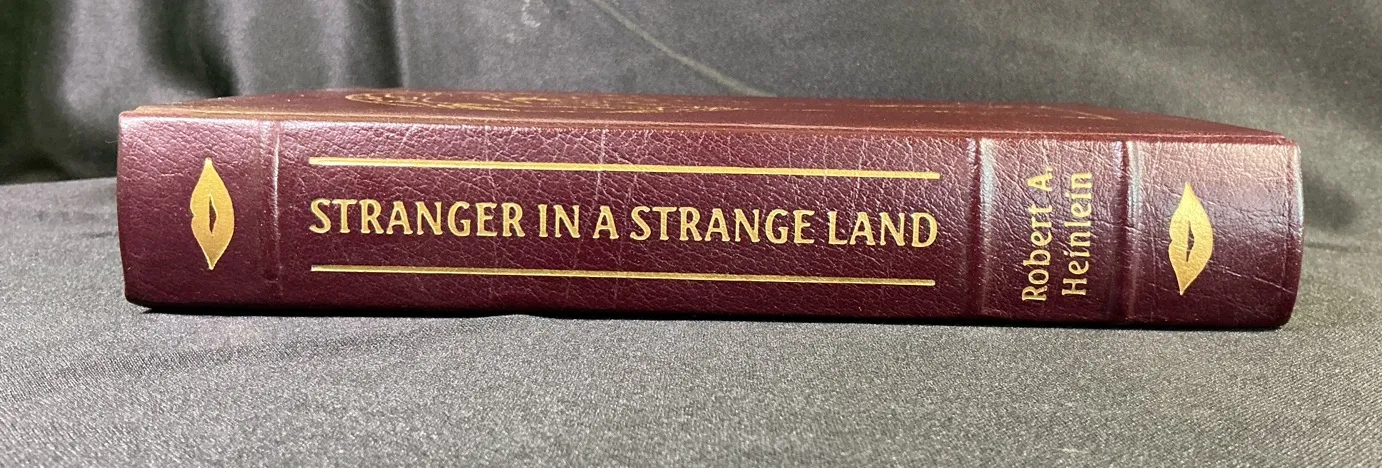 STRANGER IN A STRANGE LAND
Robert A.
Heinlein